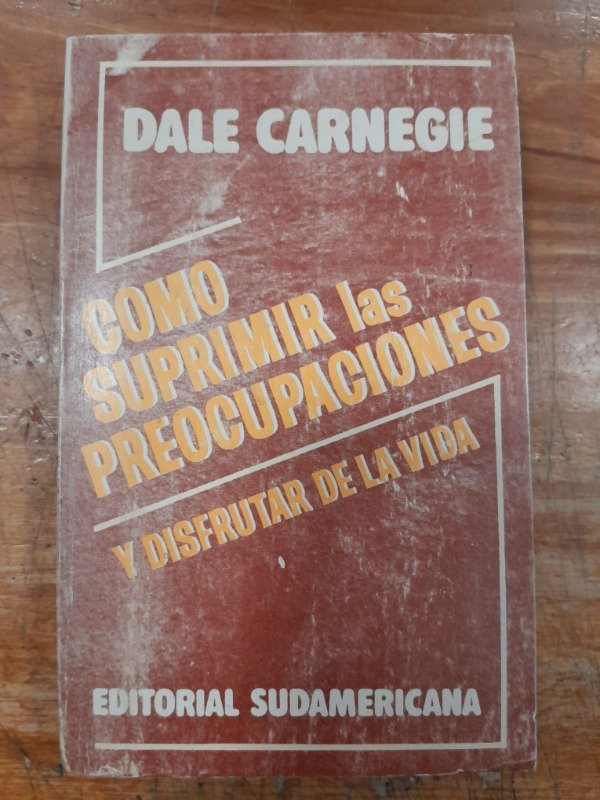 DALE CARNEGIE
COMO
SUPRIMIR las
PREOCUPACIONES
Y DISFRUTAR DE LA VIDA
EDITORIAL SUDAMERICANA